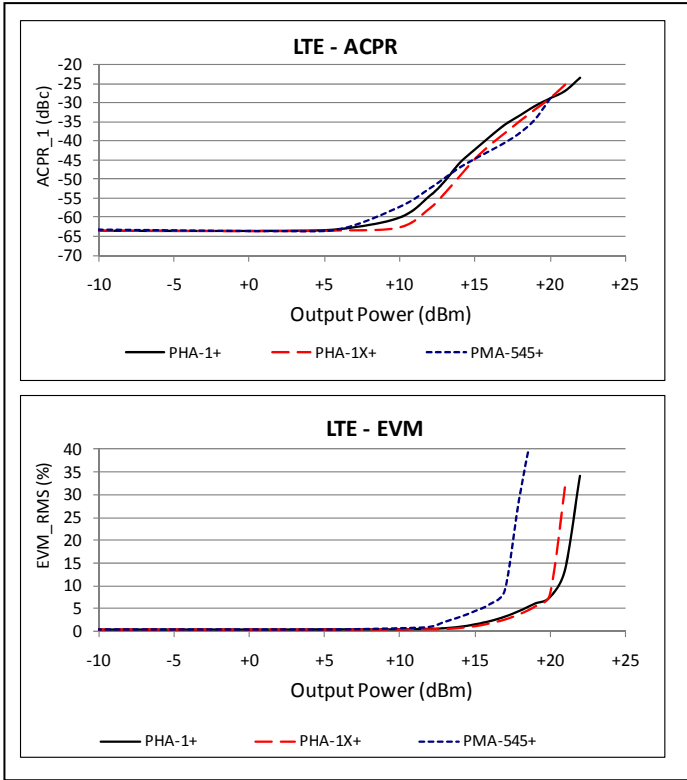 LTE - ACPR
ACPR_1 (dBc)
-20
-25
-30
-35
-40
-45
-50
-55
-60
-65
-70
-10 -5 +0 +5 +10 +15 +20 +25
Output Power (dBm)
PHA-1+ PHA-1X+ PMA-545+
LTE - EVM
EVM_RMS (%)
40
35
30
25
20
15
10
5
0
-10 -5 +0 +5 +10 +15 +20 +25
Output Power (dBm)
PHA-1+ PHA-1X+ PMA-545+